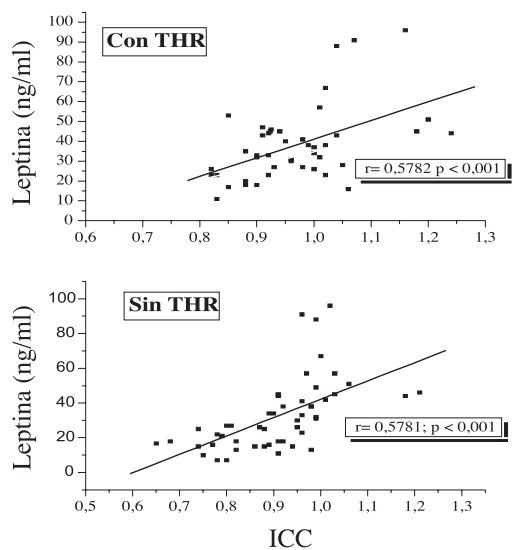 Con THR
Leptina (ng/ml)
100
90
80
70
60
50
40
30
20
10
0
r= 0,5782 p < 0,001
0,6 0,7 0,8 0,9 1,0 1,1 1,2 1,3
Sin THR
Leptina (ng/ml)
100
80
60
40
20
0
r= 0,5781; p < 0,001
0,5 0,6 0,7 0,8 0,9 1,0 1,1 1,2 1,3
ICC